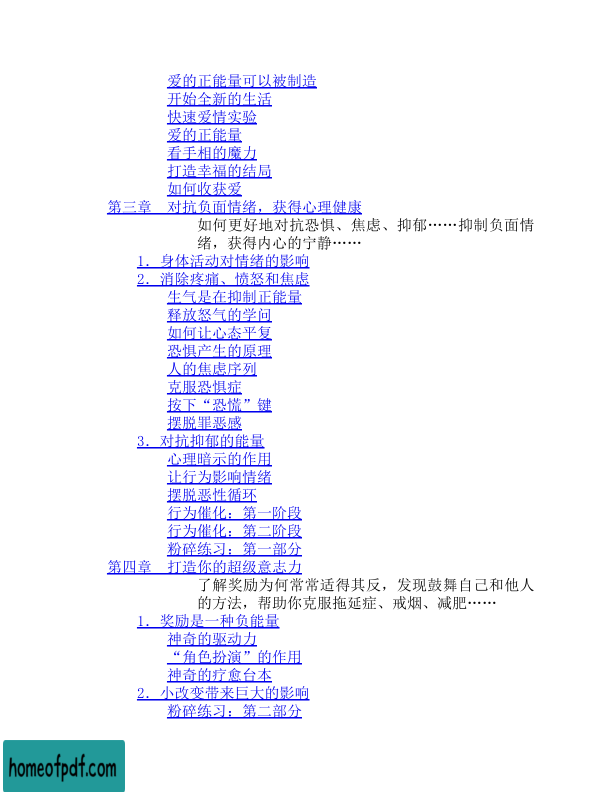 爱的正能量可以被制造
开始全新的生活
快速爱情实验
爱的正能量
看手相的魔力
打造幸福的结局
如何收获爱
第三章　对抗负面情绪，获得心理健康
如何更好地对抗恐惧、焦虑、抑郁……抑制负面情
绪，获得内心的宁静……
1．身体活动对情绪的影响
2．消除疼痛、愤怒和焦虑
生气是在抑制正能量
释放怒气的学问
如何让心态平复
恐惧产生的原理
人的焦虑序列
克服恐惧症
按下“恐慌”键
摆脱罪恶感
3．对抗抑郁的能量
心理暗示的作用
让行为影响情绪
摆脱恶性循环
行为催化：第一阶段
行为催化：第二阶段
粉碎练习：第一部分
第四章　打造你的超级意志力
了解奖励为何常常适得其反，发现鼓舞自己和他人
的方法，帮助你克服拖延症、戒烟、减肥……
1．奖励是一种负能量
神奇的驱动力
“角色扮演”的作用
神奇的疗愈台本
2．小改变带来巨大的影响
粉碎练习：第二部分
homeofpdf.com